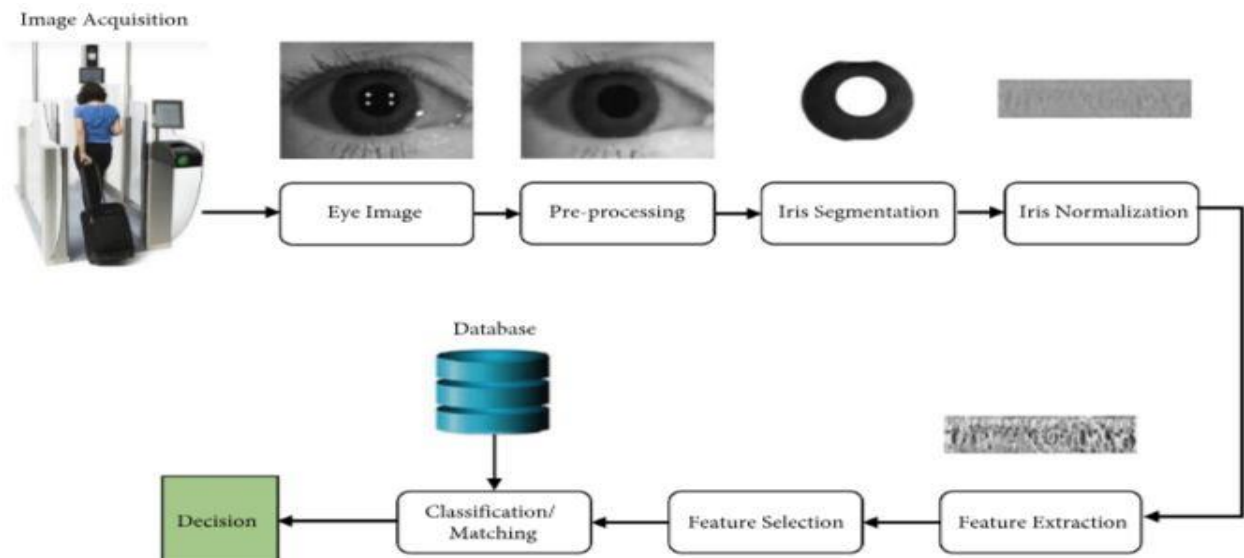 Image Acquisition
Eye Image
Pre-processing
Iris Segmentation
Iris Normalization
Database
Decision
Classification/
Matching
Feature Selection
Feature Extraction